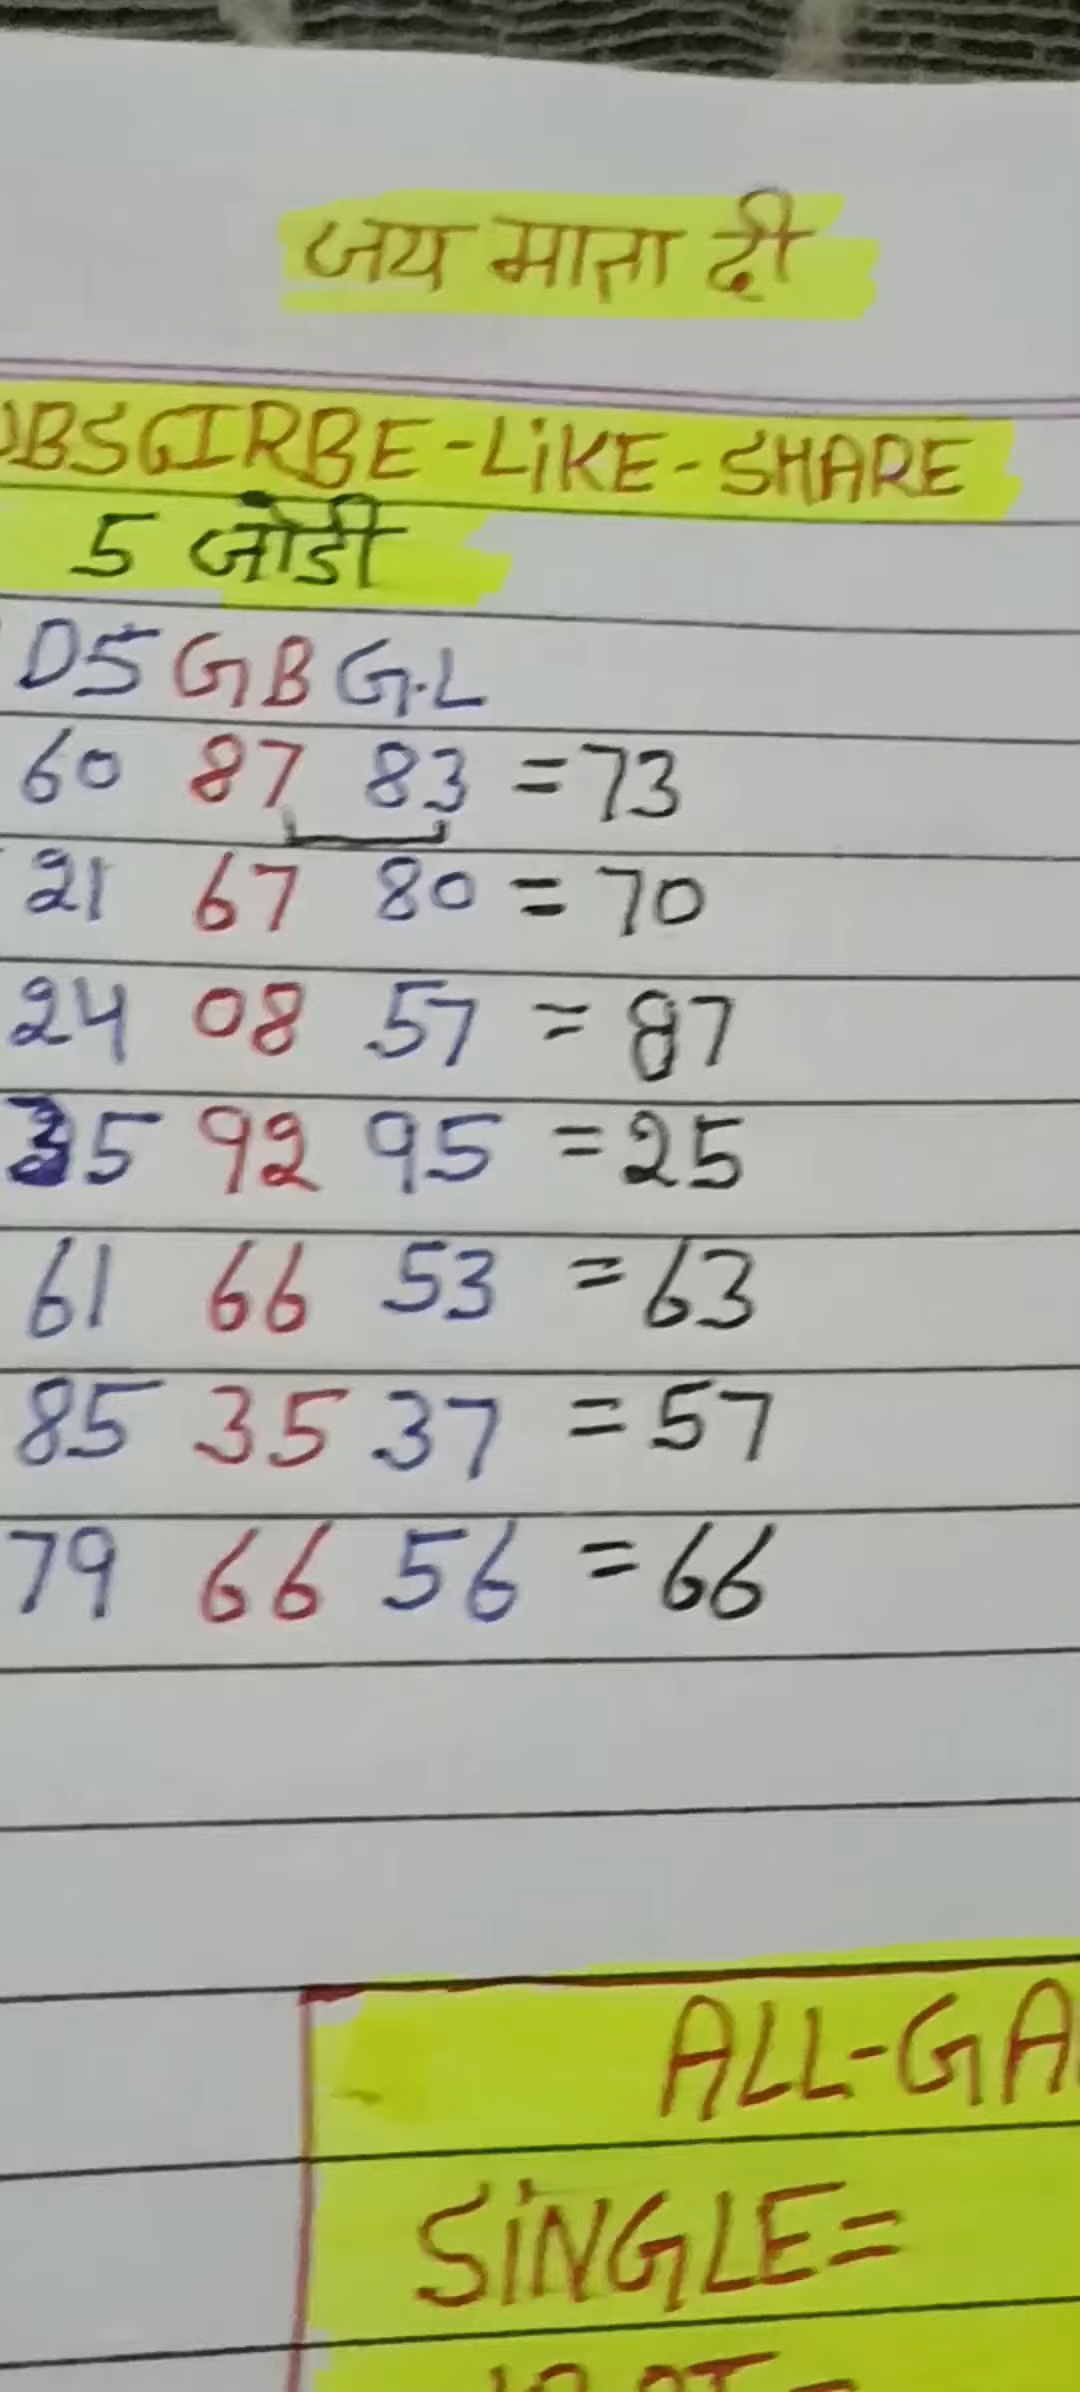 जय माता दी
UBSGIRBE-LiKE-SHARE
5 जोडी
DS GB G.L
60 87 83 = 73
21 67 80 = 70
24 08 57 = 87
35 92 95 = 25
61 66 53 = 63
85 35 37 = 57
79 66 56 = 66
ALL-GA
SiNGLE=